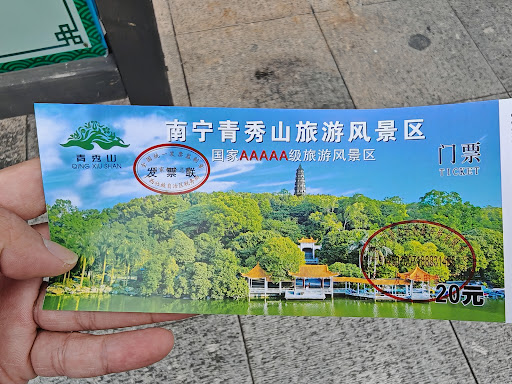 南宁青秀山旅游风景区
国家AAAAA级旅游风景区
青秀山
QING XIU SHAN
发票联
门票
TICKET
20元